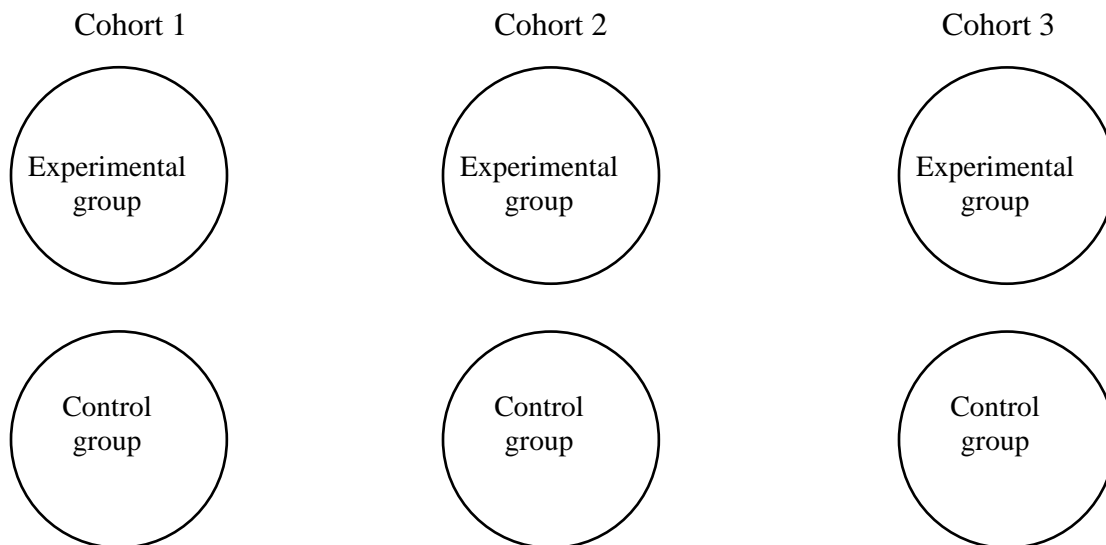 Cohort 1
Cohort 2
Cohort 3
Experimental
group
Experimental
group
Experimental
group
Control
group
Control
group
Control
group